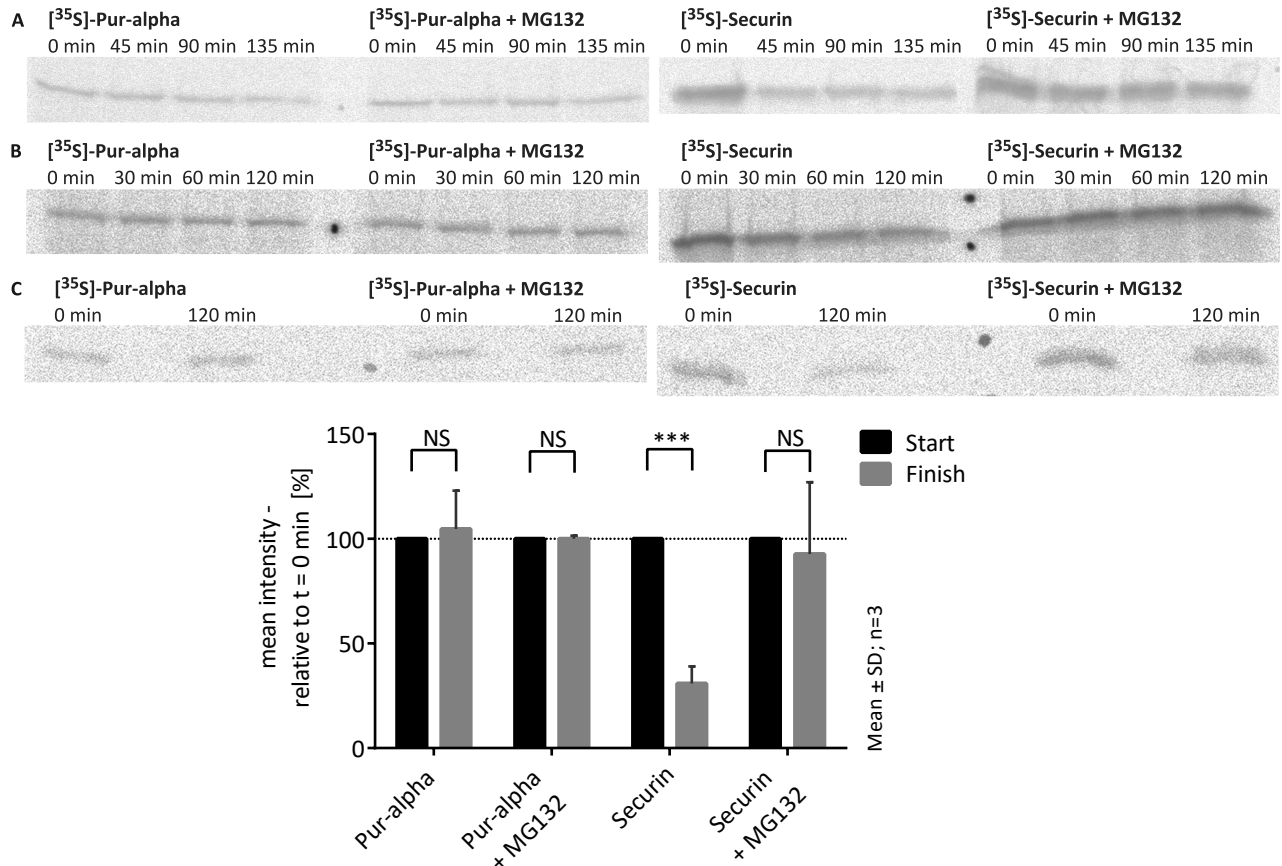 A [³⁵S]-Pur-alpha [³⁵S]-Pur-alpha + MG132 [³⁵S]-Securin [³⁵S]-Securin + MG132
0 min 45 min 90 min 135 min 0 min 45 min 90 min 135 min 0 min 45 min 90 min 135 min 0 min 45 min 90 min 135 min
B [³⁵S]-Pur-alpha [³⁵S]-Pur-alpha + MG132 [³⁵S]-Securin [³⁵S]-Securin + MG132
0 min 30 min 60 min 120 min 0 min 30 min 60 min 120 min 0 min 30 min 60 min 120 min 0 min 30 min 60 min 120 min
C [³⁵S]-Pur-alpha [³⁵S]-Pur-alpha + MG132 [³⁵S]-Securin [³⁵S]-Securin + MG132
0 min 120 min 0 min 120 min 0 min 120 min 0 min 120 min
mean intensity -
relative to t = 0 min [%]
150
100
50
0
NS NS *** NS
Start
Finish
Mean ± SD; n=3
Pur-alpha
Pur-alpha
+ MG132
Securin
Securin
+ MG132